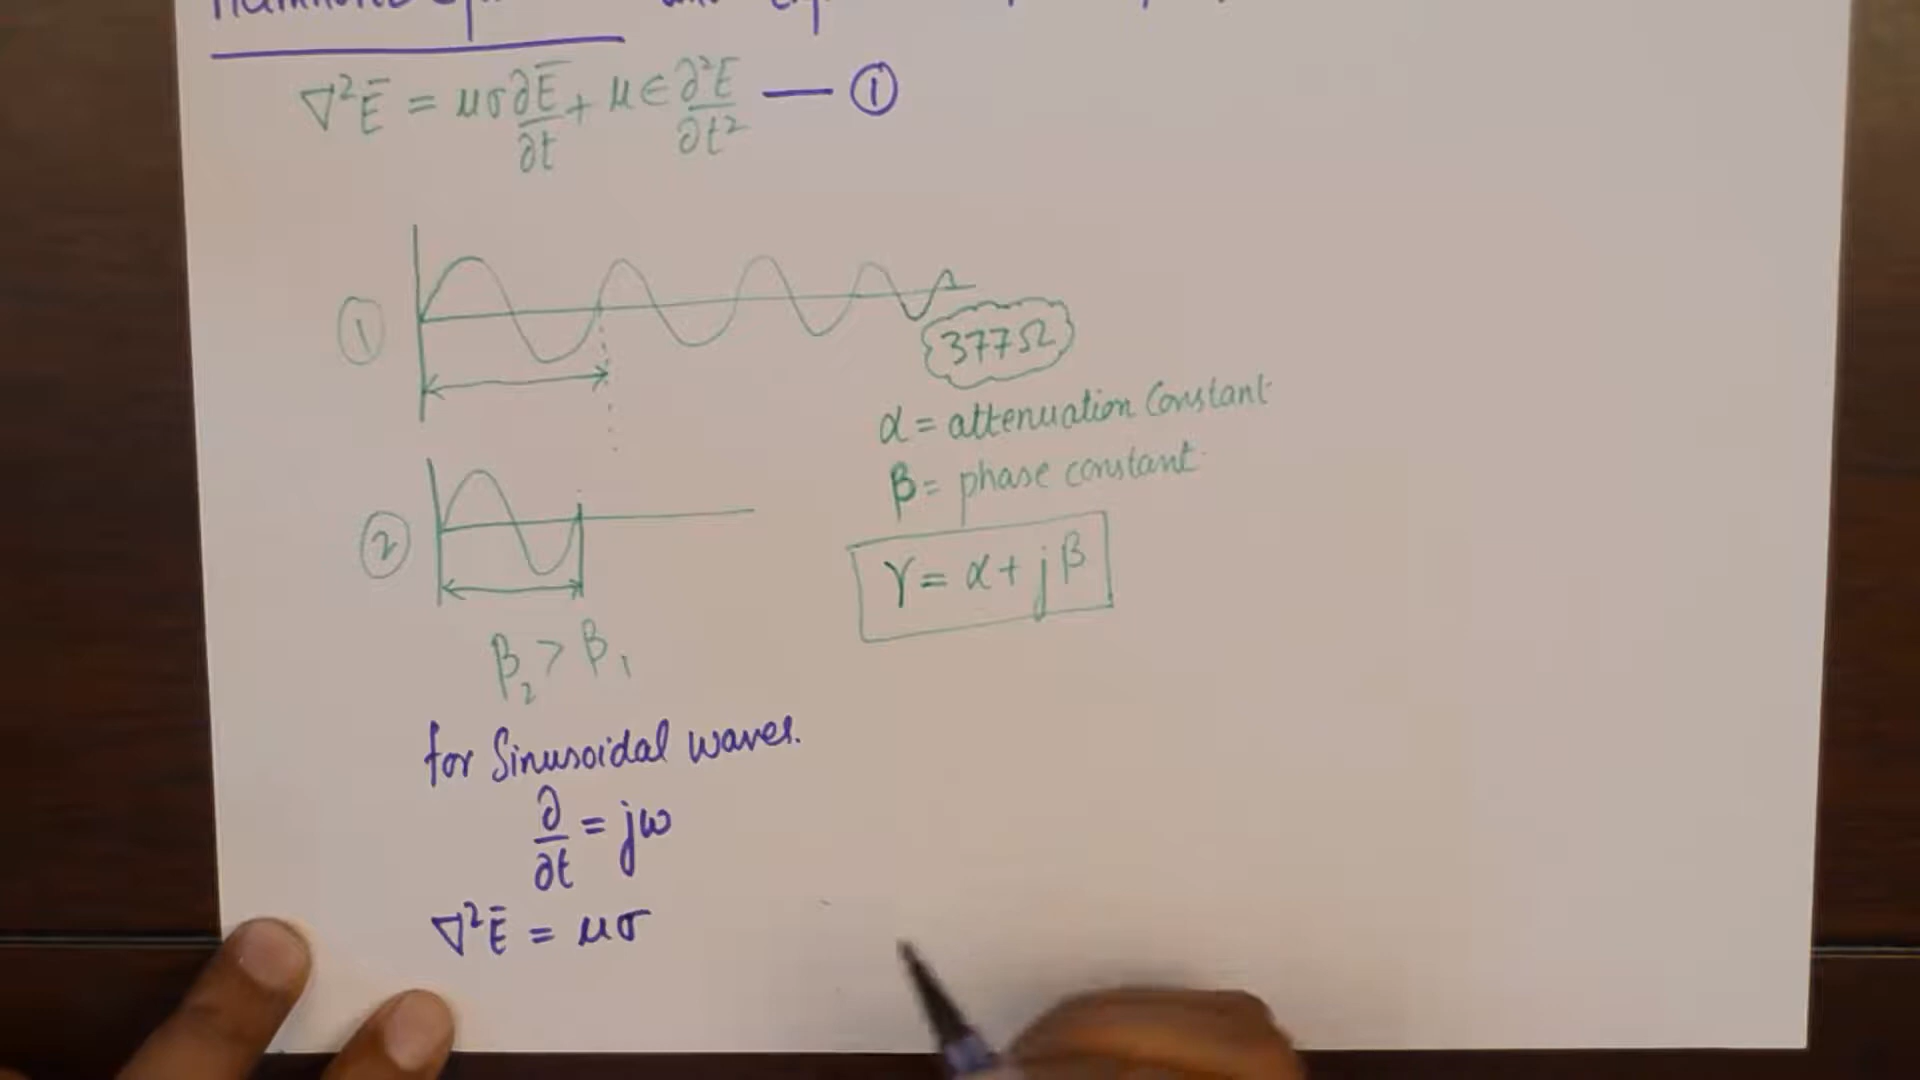 ∇²Ē = μσ ∂Ē/∂t + μ∈ ∂²E/∂t² — ①
①
377Ω
α = attenuation Constant
β = phase constant
②
γ = α + jβ
β₂ > β₁
for Sinusoidal waves.
∂/∂t = jω
∇²Ē = μσ